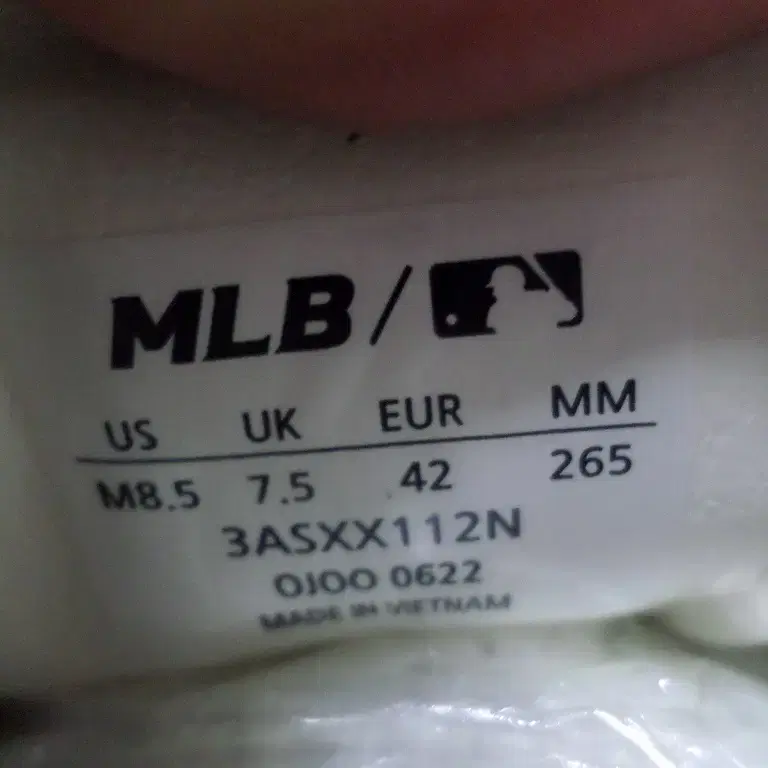 MLB /
US UK EUR MM
M8.5 7.5 42 265
3ASXX112N
OJOO 0622
MADE IN VIETNAM